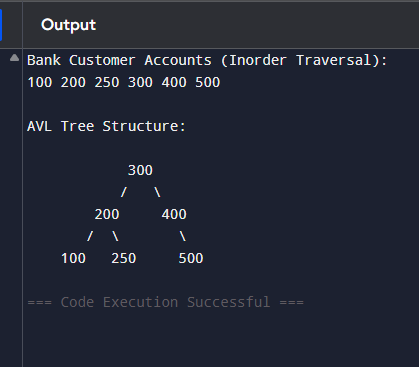 Output
Bank Customer Accounts (Inorder Traversal):
100 200 250 300 400 500
AVL Tree Structure:
300
/ \
200 400
/ \ \
100 250 500
=== Code Execution Successful ===